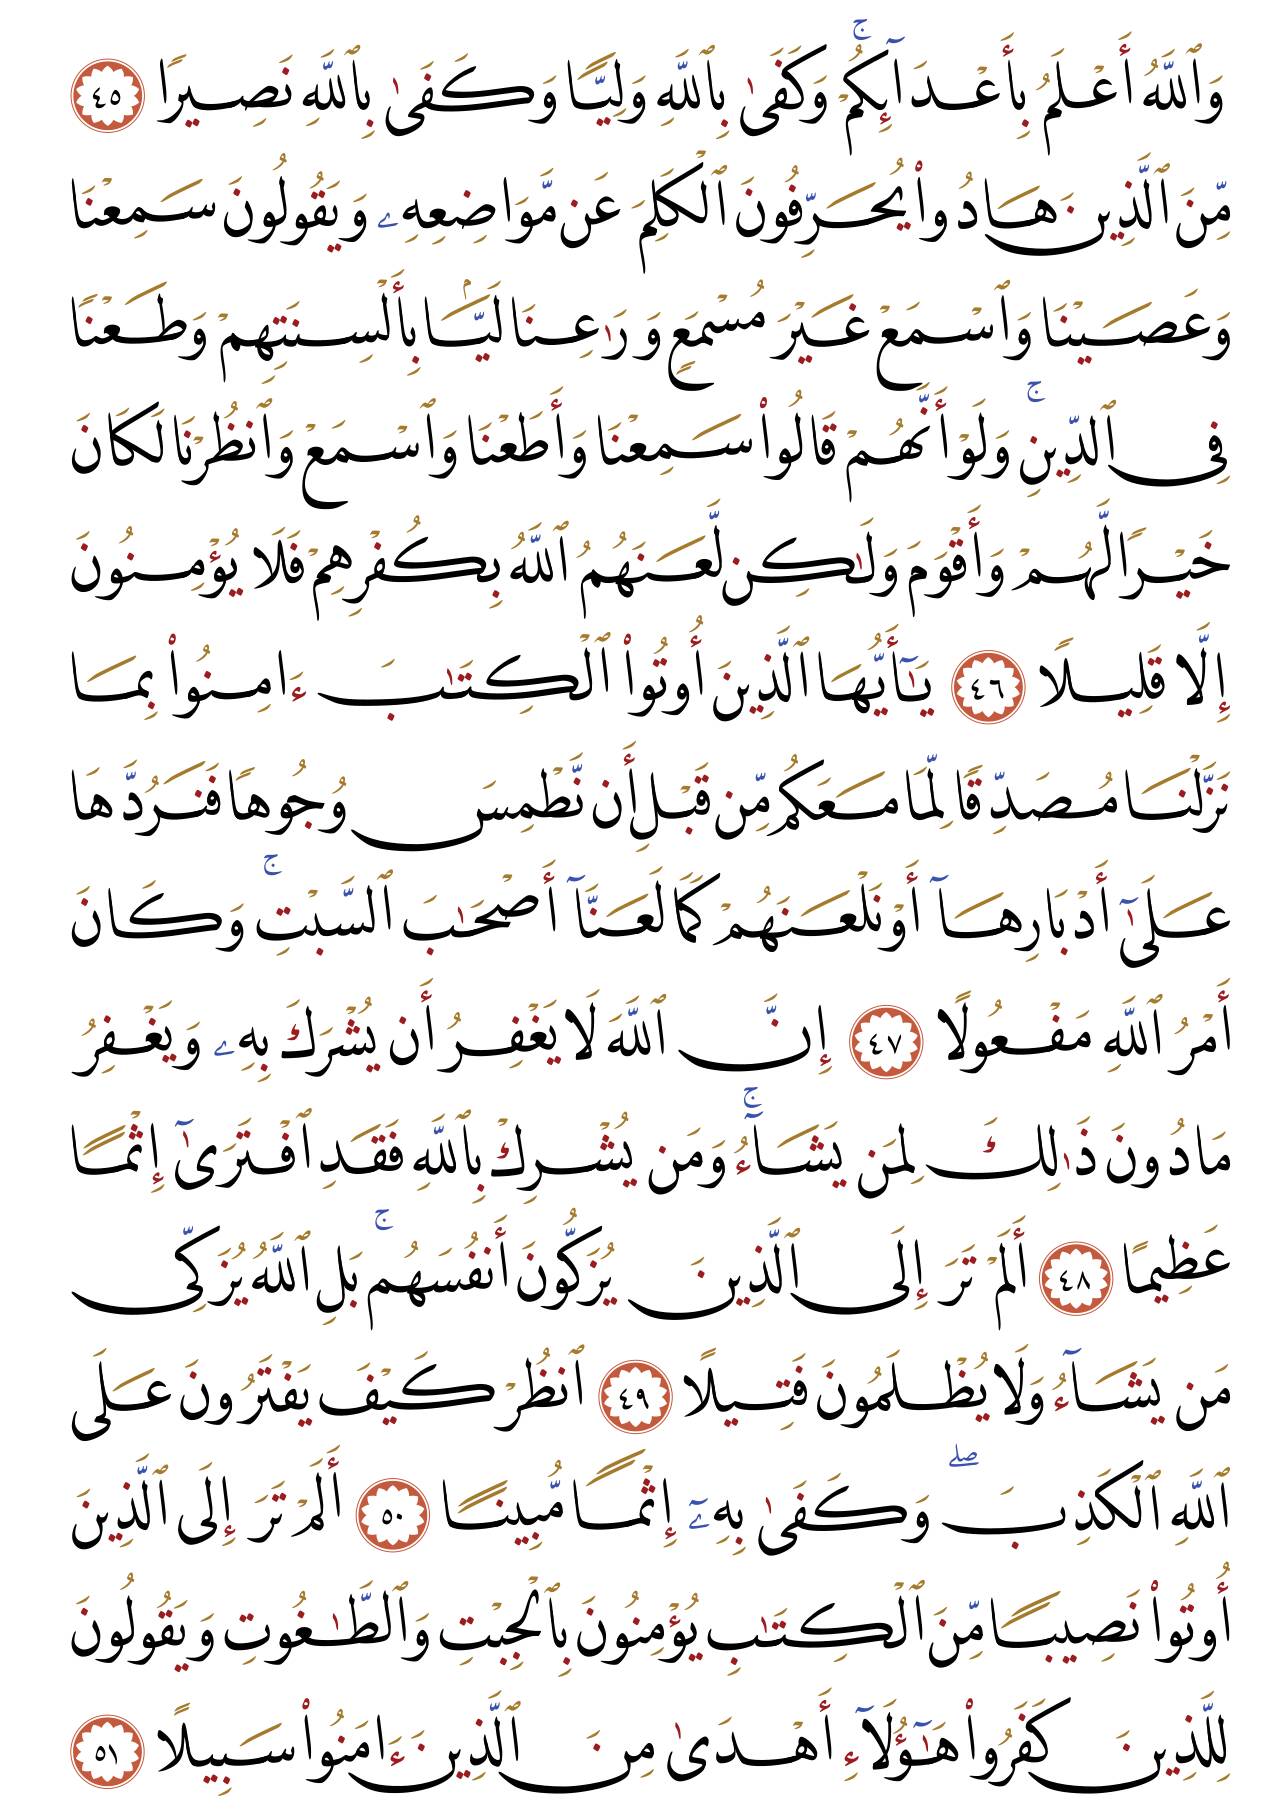 وَٱللَّهُ أَعْلَمُ بِأَعْدَآئِكُمْ ۚ وَكَفَىٰ بِٱللَّهِ وَلِيًّا وَكَفَىٰ بِٱللَّهِ نَصِيرًا ٤٥
مِّنَ ٱلَّذِينَ هَادُوا۟ يُحَرِّفُونَ ٱلْكَلِمَ عَن مَّوَاضِعِهِۦ وَيَقُولُونَ سَمِعْنَا
وَعَصَيْنَا وَٱسْمَعْ غَيْرَ مُسْمَعٍ وَرَٰعِنَا لَيًّۢا بِأَلْسِنَتِهِمْ وَطَعْنًا
فِى ٱلدِّينِ ۚ وَلَوْ أَنَّهُمْ قَالُوا۟ سَمِعْنَا وَأَطَعْنَا وَٱسْمَعْ وَٱنظُرْنَا لَكَانَ
خَيْرًا لَّهُمْ وَأَقْوَمَ وَلَـٰكِن لَّعَنَهُمُ ٱللَّهُ بِكُفْرِهِمْ فَلَا يُؤْمِنُونَ
إِلَّا قَلِيلًا ٤٦ يَـٰٓأَيُّهَا ٱلَّذِينَ أُوتُوا۟ ٱلْكِتَـٰبَ ءَامِنُوا۟ بِمَا
نَزَّلْنَا مُصَدِّقًا لِّمَا مَعَكُم مِّن قَبْلِ أَن نَّطْمِسَ وُجُوهًا فَنَرُدَّهَا
عَلَىٰٓ أَدْبَارِهَآ أَوْ نَلْعَنَهُمْ كَمَا لَعَنَّآ أَصْحَـٰبَ ٱلسَّبْتِ ۚ وَكَانَ
أَمْرُ ٱللَّهِ مَفْعُولًا ٤٧ إِنَّ ٱللَّهَ لَا يَغْفِرُ أَن يُشْرَكَ بِهِۦ وَيَغْفِرُ
مَا دُونَ ذَٰلِكَ لِمَن يَشَآءُ ۚ وَمَن يُشْرِكْ بِٱللَّهِ فَقَدِ ٱفْتَرَىٰٓ إِثْمًا
عَظِيمًا ٤٨ أَلَمْ تَرَ إِلَى ٱلَّذِينَ يُزَكُّونَ أَنفُسَهُم ۚ بَلِ ٱللَّهُ يُزَكِّى
مَن يَشَآءُ وَلَا يُظْلَمُونَ فَتِيلًا ٤٩ ٱنظُرْ كَيْفَ يَفْتَرُونَ عَلَى
ٱللَّهِ ٱلْكَذِبَ ۖ وَكَفَىٰ بِهِۦٓ إِثْمًا مُّبِينًا ٥٠ أَلَمْ تَرَ إِلَى ٱلَّذِينَ
أُوتُوا۟ نَصِيبًا مِّنَ ٱلْكِتَـٰبِ يُؤْمِنُونَ بِٱلْجِبْتِ وَٱلطَّـٰغُوتِ وَيَقُولُونَ
لِلَّذِينَ كَفَرُوا۟ هَـٰٓؤُلَآءِ أَهْدَىٰ مِنَ ٱلَّذِينَ ءَامَنُوا۟ سَبِيلًا ٥١